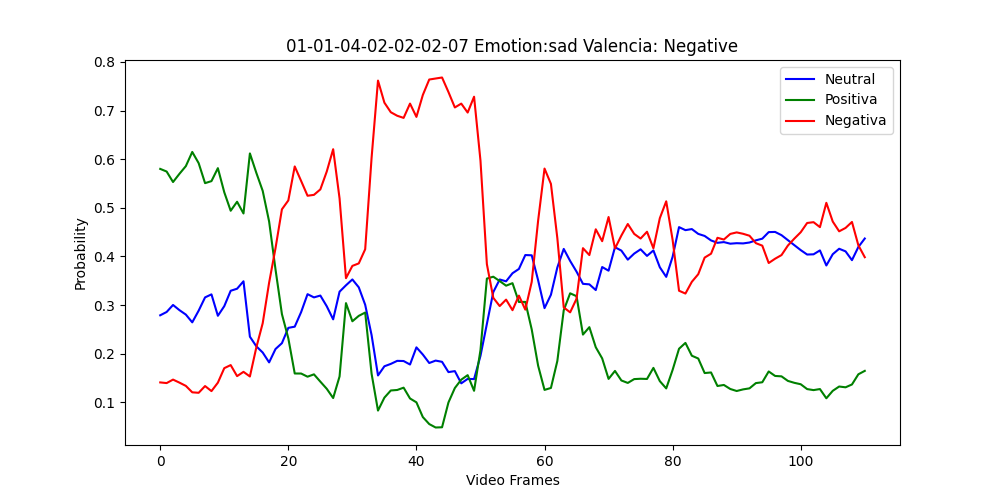 01-01-04-02-02-02-07 Emotion:sad Valencia: Negative
Neutral
Positiva
Negativa
Probability
0.8
0.7
0.6
0.5
0.4
0.3
0.2
0.1
0 20 40 60 80 100
Video Frames